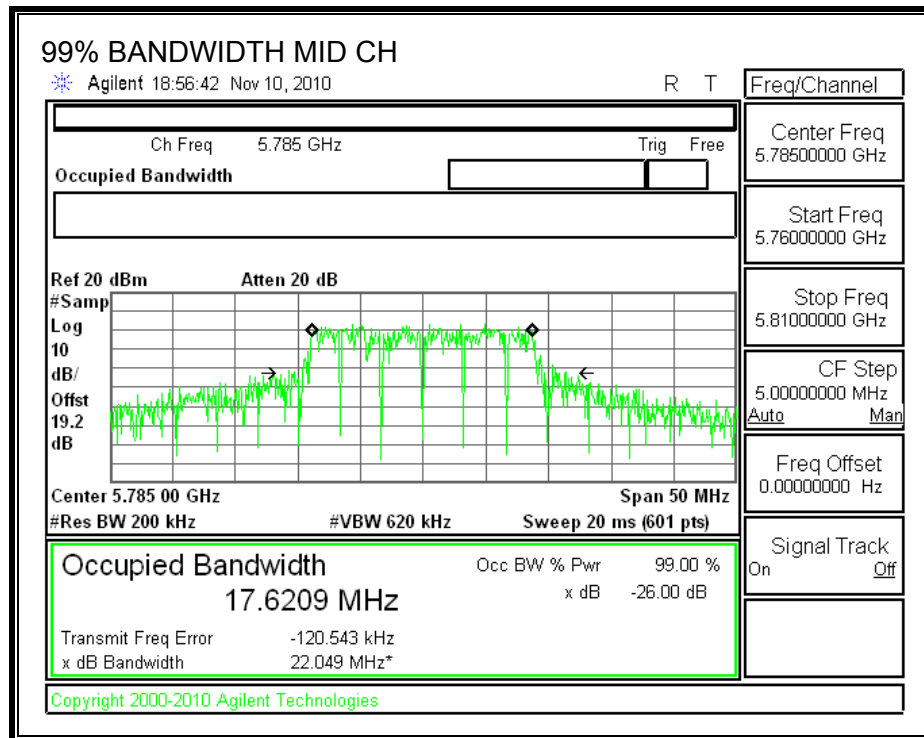 99% BANDWIDTH MID CH
Agilent 18:56:42 Nov 10, 2010 R T
Freq/Channel
Ch Freq 5.785 GHz Trig Free
Occupied Bandwidth
Center Freq
5.78500000 GHz
Start Freq
5.76000000 GHz
Stop Freq
5.81000000 GHz
CF Step
5.00000000 MHz
Auto Man
Freq Offset
0.00000000 Hz
Signal Track
On Off
Ref 20 dBm Atten 20 dB
#Samp
Log
10
dB/
Offst
19.2
dB
Center 5.785 00 GHz Span 50 MHz
#Res BW 200 kHz #VBW 620 kHz Sweep 20 ms (601 pts)
Occupied Bandwidth Occ BW % Pwr 99.00 %
17.6209 MHz x dB -26.00 dB
Transmit Freq Error -120.543 kHz
x dB Bandwidth 22.049 MHz*
Copyright 2000-2010 Agilent Technologies